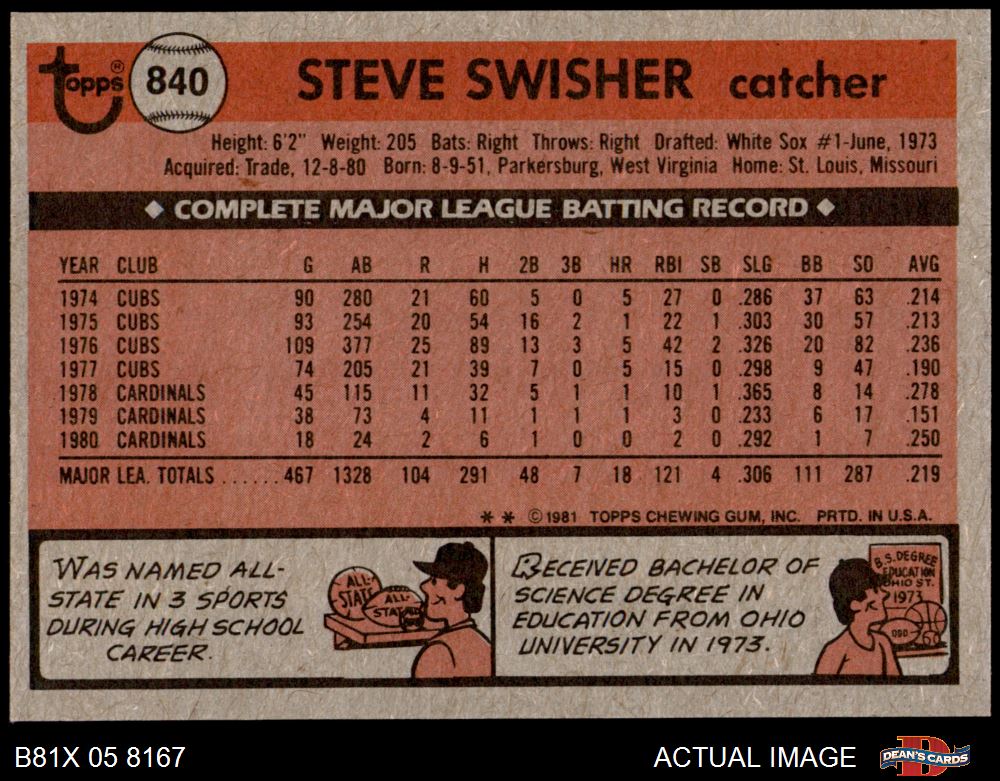 Topps® 840 STEVE SWISHER catcher
Height: 6'2" Weight: 205 Bats: Right Throws: Right Drafted: White Sox #1-June, 1973
Acquired: Trade, 12-8-80 Born: 8-9-51, Parkersburg, West Virginia Home: St. Louis, Missouri
◆ COMPLETE MAJOR LEAGUE BATTING RECORD ◆
YEAR CLUB G AB R H 2B 3B HR RBI SB SLG BB SO AVG
1974 CUBS 90 280 21 60 5 0 5 27 0 .286 37 63 .214
1975 CUBS 93 254 20 54 16 2 1 22 1 .303 30 57 .213
1976 CUBS 109 377 25 89 13 3 5 42 2 .326 20 82 .236
1977 CUBS 74 205 21 39 7 0 5 15 0 .298 9 47 .190
1978 CARDINALS 45 115 11 32 5 1 1 10 1 .365 8 14 .278
1979 CARDINALS 38 73 4 11 1 1 1 3 0 .233 6 17 .151
1980 CARDINALS 18 24 2 6 1 0 0 2 0 .292 1 7 .250
MAJOR LEA. TOTALS ...... 467 1328 104 291 48 7 18 121 4 .306 111 287 .219
* * ©1981 TOPPS CHEWING GUM, INC. PRTD. IN U.S.A.
WAS NAMED ALL-
STATE IN 3 SPORTS
DURING HIGH SCHOOL
CAREER.
ALL-
STATE
ALL-
STATE
RECEIVED BACHELOR OF
SCIENCE DEGREE IN
EDUCATION FROM OHIO
UNIVERSITY IN 1973.
B.S. DEGREE
EDUCATION
OHIO ST.
1973
B81X 05 8167 ACTUAL IMAGE DEAN'S CARDS